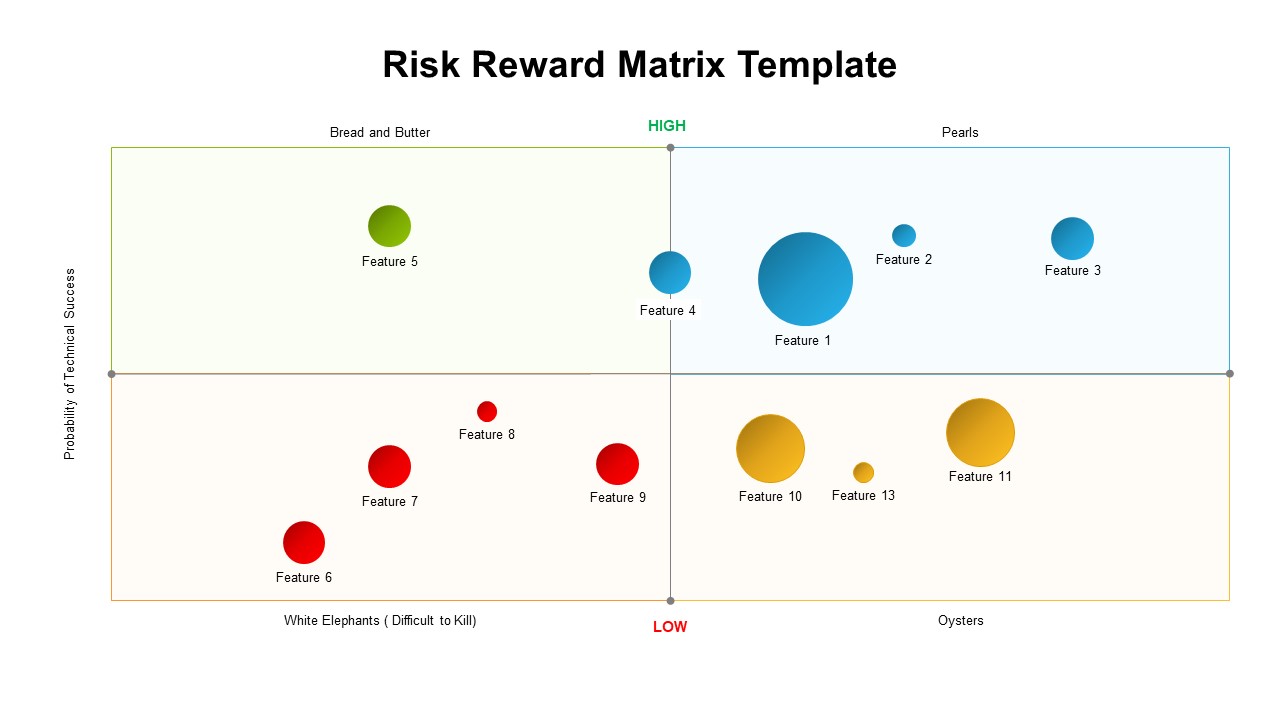 Risk Reward Matrix Template
HIGH
Bread and Butter
Pearls
Feature 5
Feature 2
Feature 3
Feature 4
Feature 1
Probability of Technical Success
Feature 8
Feature 7
Feature 9
Feature 6
Feature 10
Feature 13
Feature 11
White Elephants ( Difficult to Kill)
LOW
Oysters